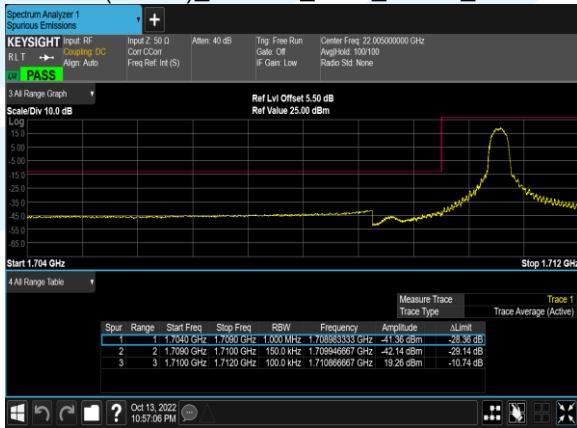 Spectrum Analyzer 1
Spurious Emissions
+
KEYSIGHT Input: RF Input Z: 50 Ω Atten: 40 dB Trig: Free Run Center Freq: 22.005000000 GHz
RLT Coupling: DC Corr CCorr Gate: Off Avg|Hold: 100/100
Align: Auto Freq Ref: Int (S) IF Gain: Low Radio Std: None
PASS
3 All Range Graph
Ref Lvl Offset 5.50 dB
Scale/Div 10.0 dB Ref Value 25.00 dBm
Log
15.0
5.00
-5.00
-15.0
-25.0
-35.0
-45.0
-55.0
-65.0
Start 1.704 GHz Stop 1.712 GHz
4 All Range Table
Measure Trace Trace 1
Trace Type Trace Average (Active)
Spur Range Start Freq Stop Freq RBW Frequency Amplitude ΔLimit
1 1 1.7040 GHz 1.7090 GHz 1.000 MHz 1.708983333 GHz -41.36 dBm -28.36 dB
2 2 1.7090 GHz 1.7100 GHz 150.0 kHz 1.709946667 GHz -42.14 dBm -29.14 dB
3 3 1.7100 GHz 1.7120 GHz 100.0 kHz 1.710866667 GHz 19.26 dBm -10.74 dB
?
Oct 13, 2022
10:57:06 PM